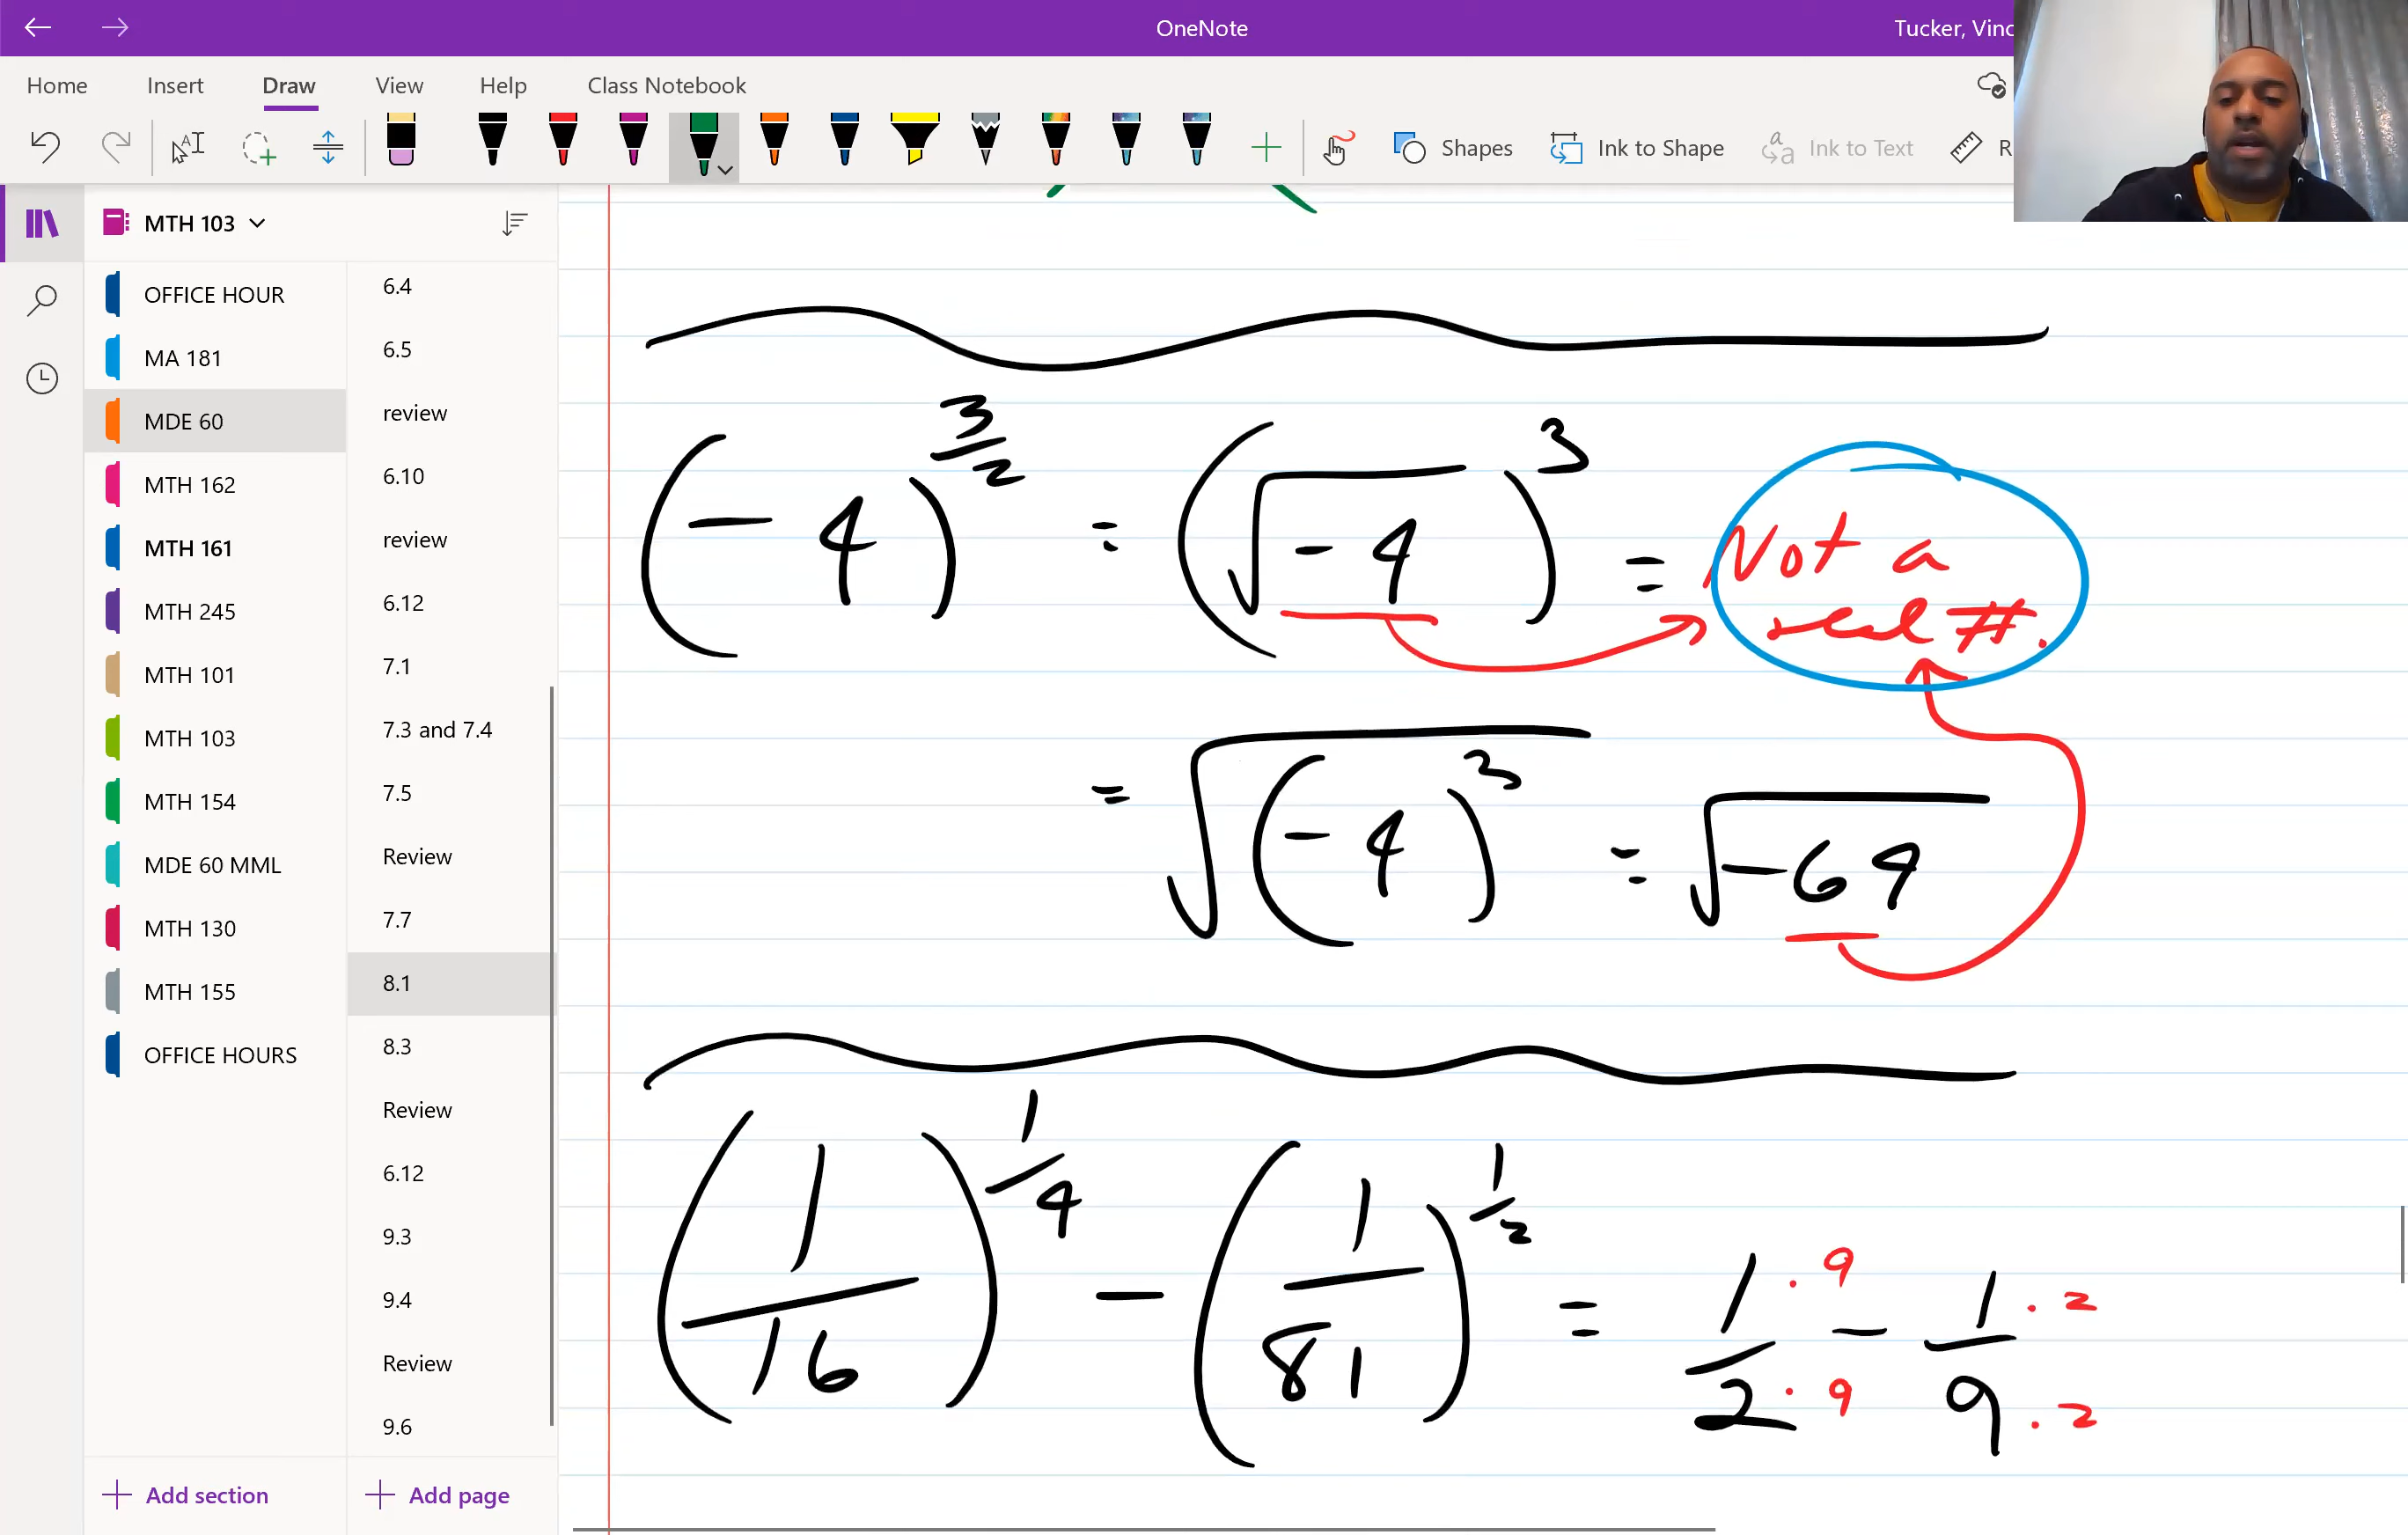 OneNote
Tucker, Vinc
Home Insert Draw View Help Class Notebook
Shapes Ink to Shape Ink to Text R
MTH 103
OFFICE HOUR
MA 181
MDE 60
MTH 162
MTH 161
MTH 245
MTH 101
MTH 103
MTH 154
MDE 60 MML
MTH 130
MTH 155
OFFICE HOURS
Add section
6.4
6.5
review
6.10
review
6.12
7.1
7.3 and 7.4
7.5
Review
7.7
8.1
8.3
Review
6.12
9.3
9.4
Review
9.6
Add page
(-4)^(3/2) = (√-4)^3 = Not a
real #.
= √(-4)^3 = √-64
(1/16)^(1/4) - (1/81)^(1/2) = 1/2 · 9/9 - 1/9 · 2/2